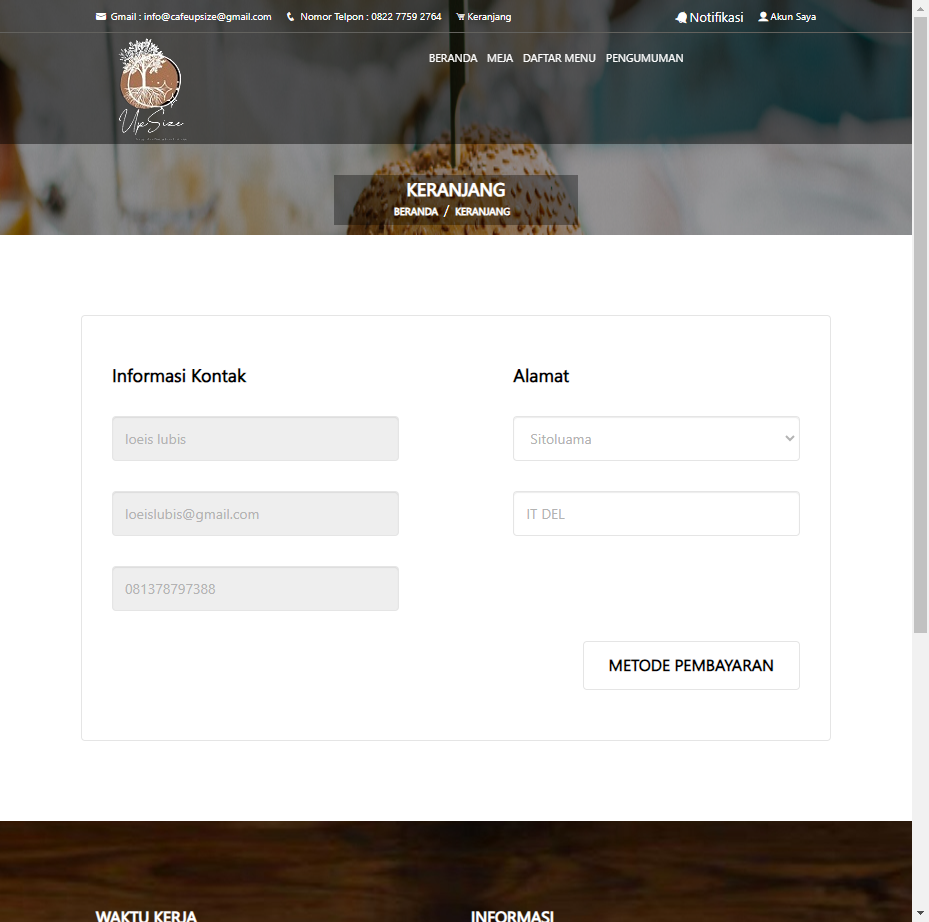 Gmail : info@cafeupsize@gmail.com Nomor Telpon : 0822 7759 2764 Keranjang Notifikasi Akun Saya
BERANDA MEJA DAFTAR MENU PENGUMUMAN
UpSize
KERANJANG
BERANDA / KERANJANG
Informasi Kontak
Alamat
loeis lubis
Sitoluama
loeislubis@gmail.com
IT DEL
081378797388
METODE PEMBAYARAN
WAKTU KERJA
INFORMASI